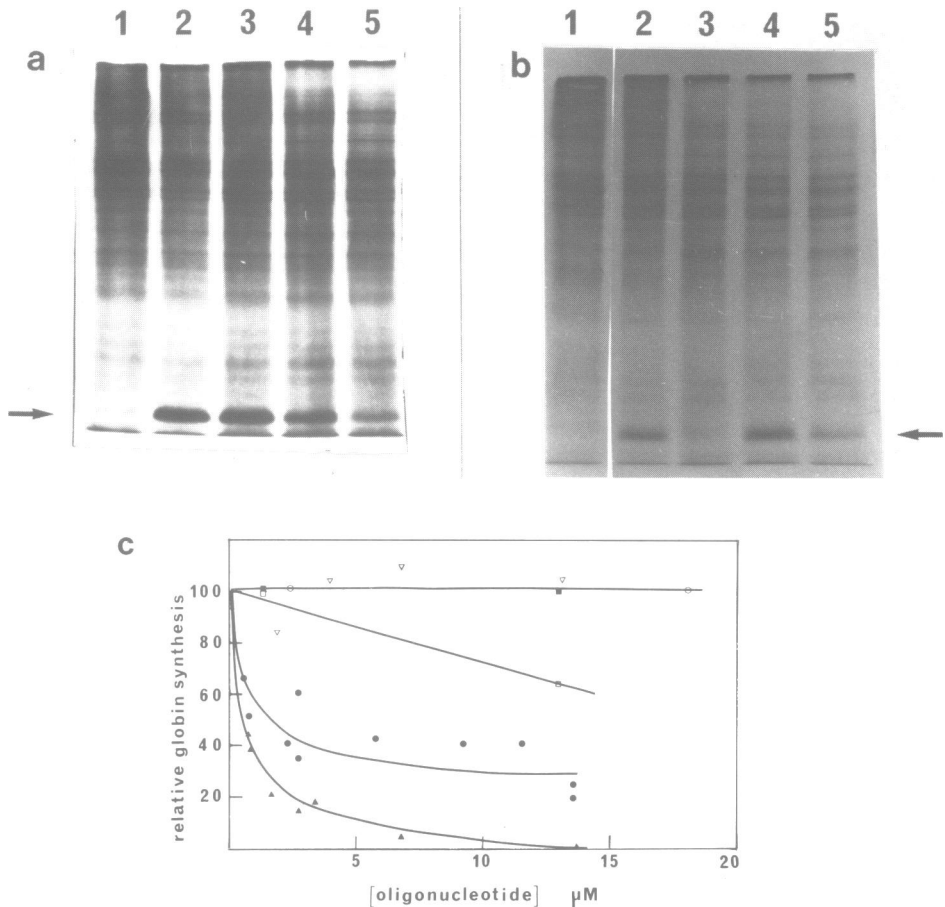 1 2 3 4 5
a
1 2 3 4 5
b
c
relative globin synthesis
100
80
60
40
20
5 10 15 20
[oligonucleotide] μM